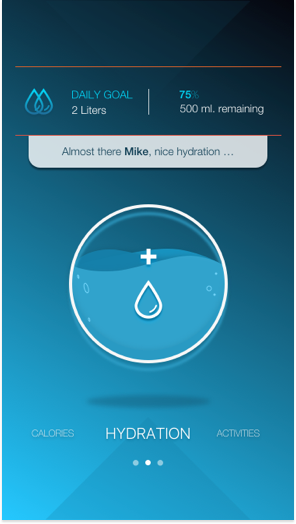 DAILY GOAL
2 Liters
75%
500 ml. remaining
Almost there Mike, nice hydration ...
CALORIES
HYDRATION
ACTIVITIES